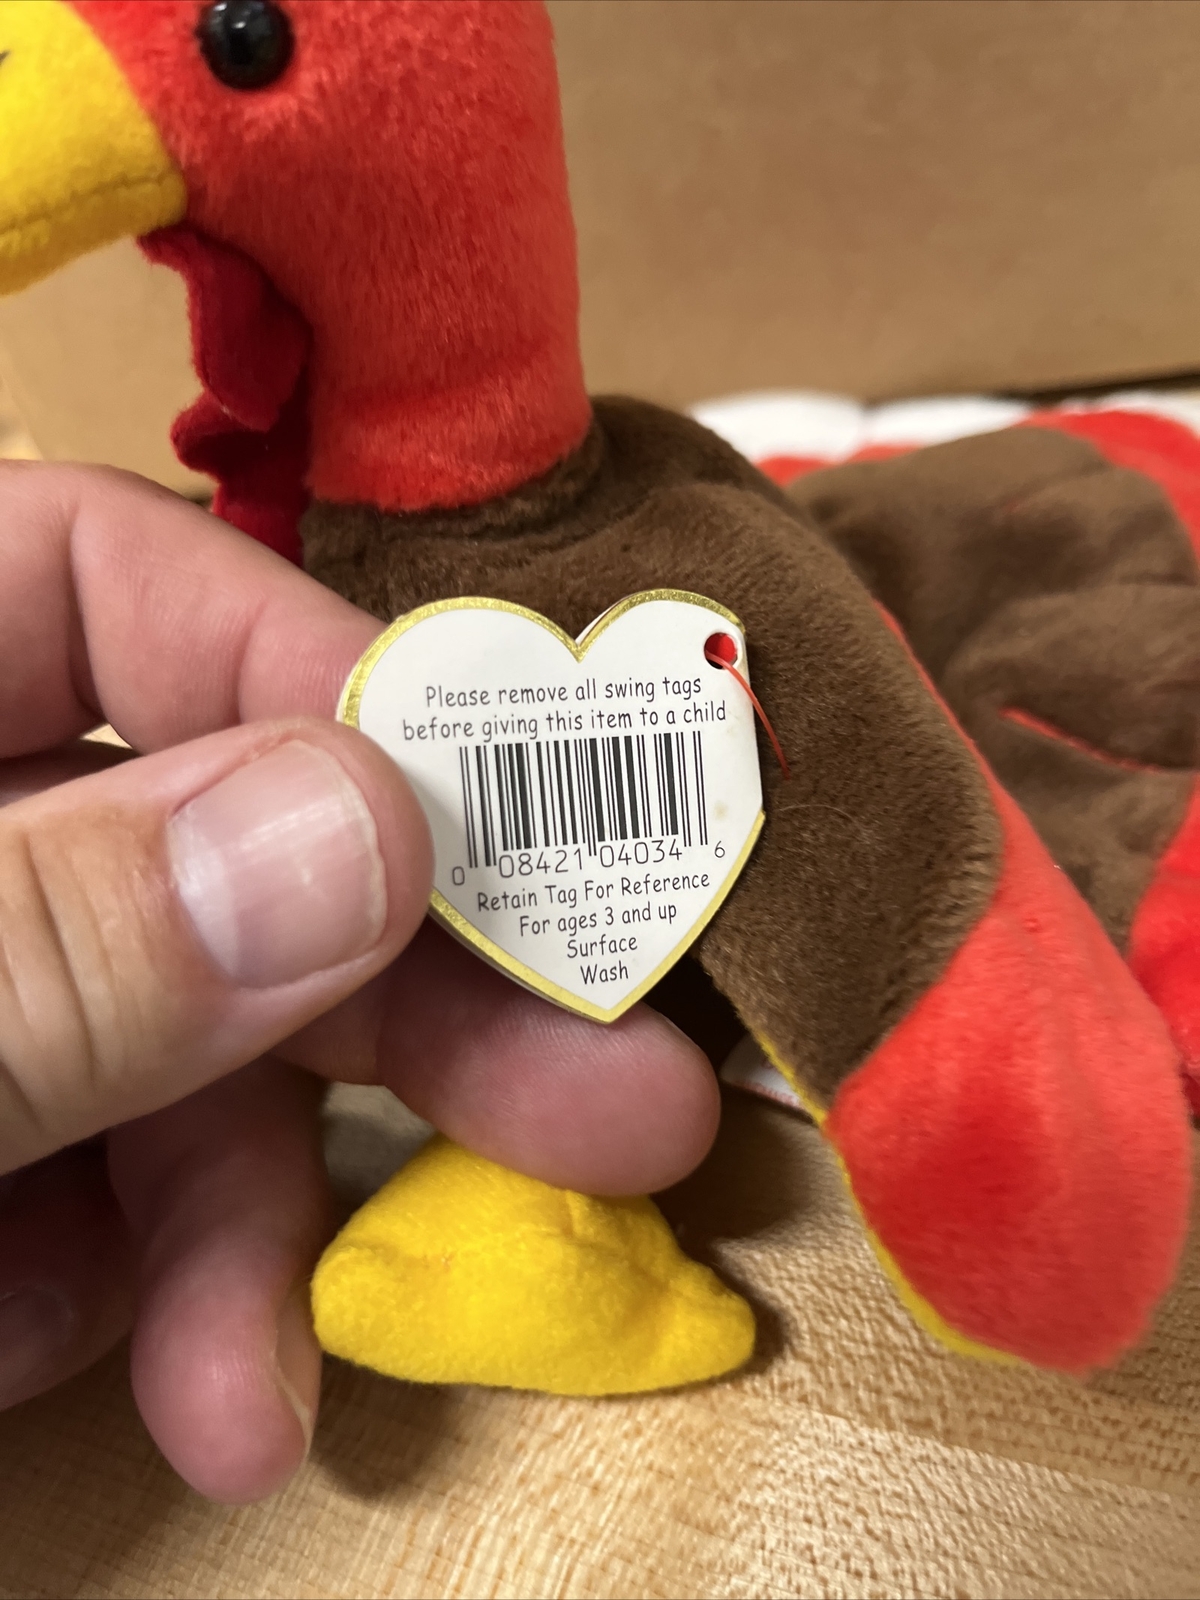 Please remove all swing tags
before giving this item to a child
0 08421 04034 6
Retain Tag For Reference
For ages 3 and up
Surface
Wash